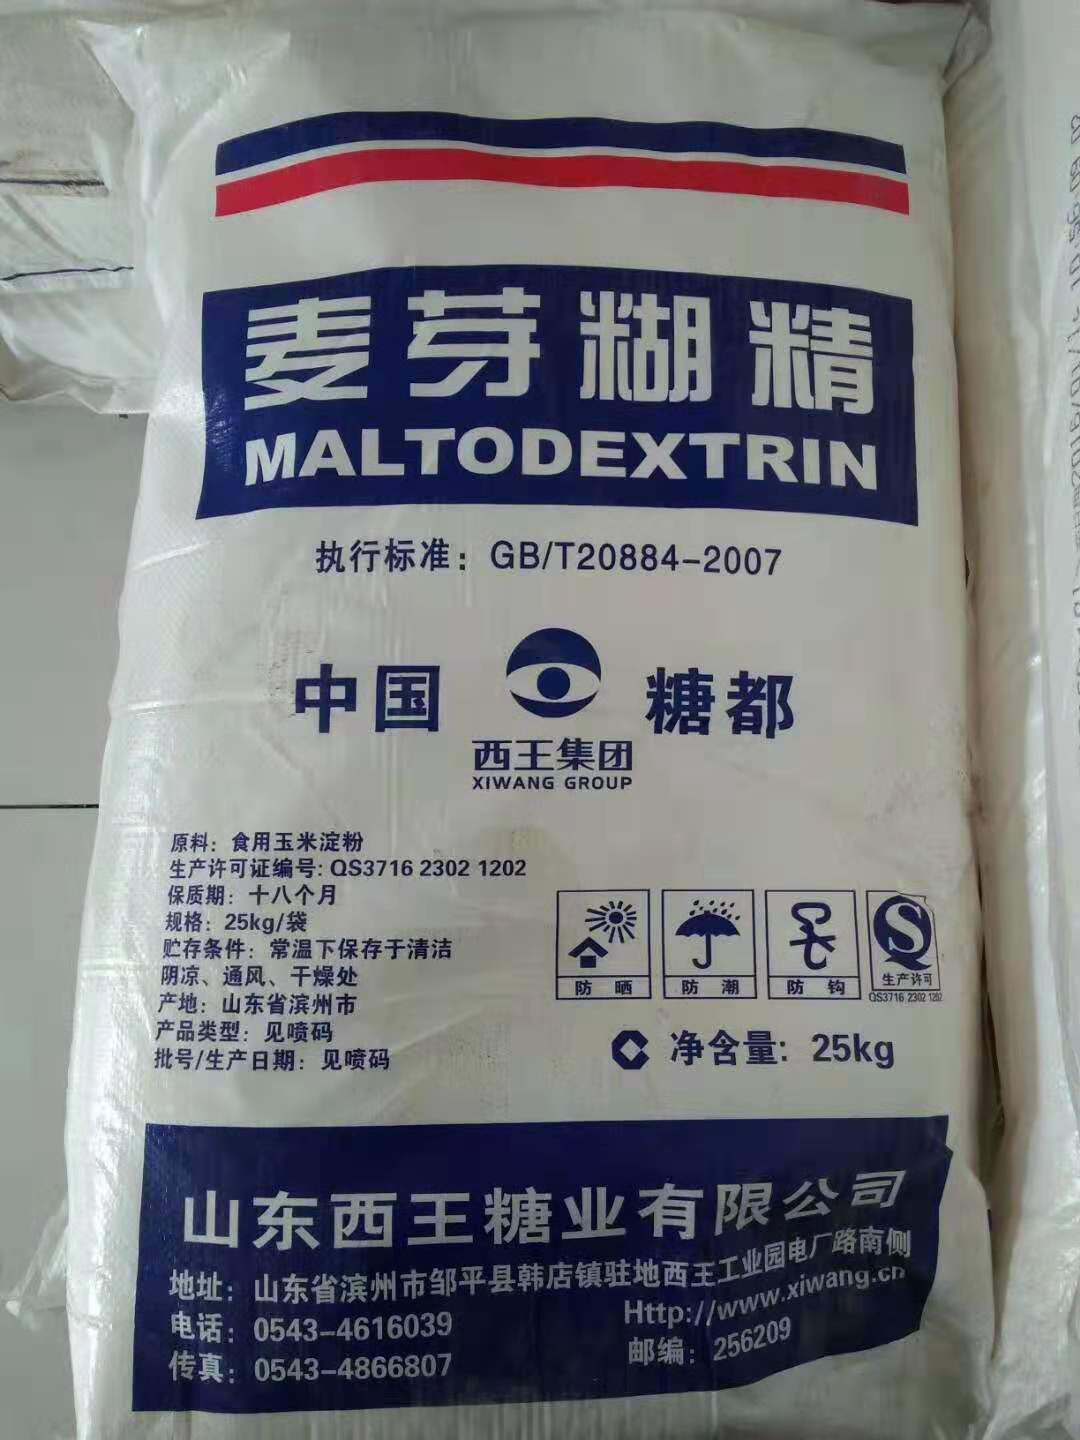 麦芽糊精
MALTODEXTRIN
执行标准：GB/T20884-2007
中国 糖都
西王集团
XIWANG GROUP
原料：食用玉米淀粉
生产许可证编号：QS3716 2302 1202
保质期：十八个月
规格：25kg/袋
贮存条件：常温下保存于清洁
阴凉、通风、干燥处
产地：山东省滨州市
产品类型：见喷码
批号/生产日期：见喷码
防晒 防潮 防钩 生产许可
QS3716 2302 1202
净含量：25kg
山东西王糖业有限公司
地址：山东省滨州市邹平县韩店镇驻地西王工业园电厂路南侧
电话：0543-4616039
Http://www.xiwang.cn
传真：0543-4866807
邮编：256209